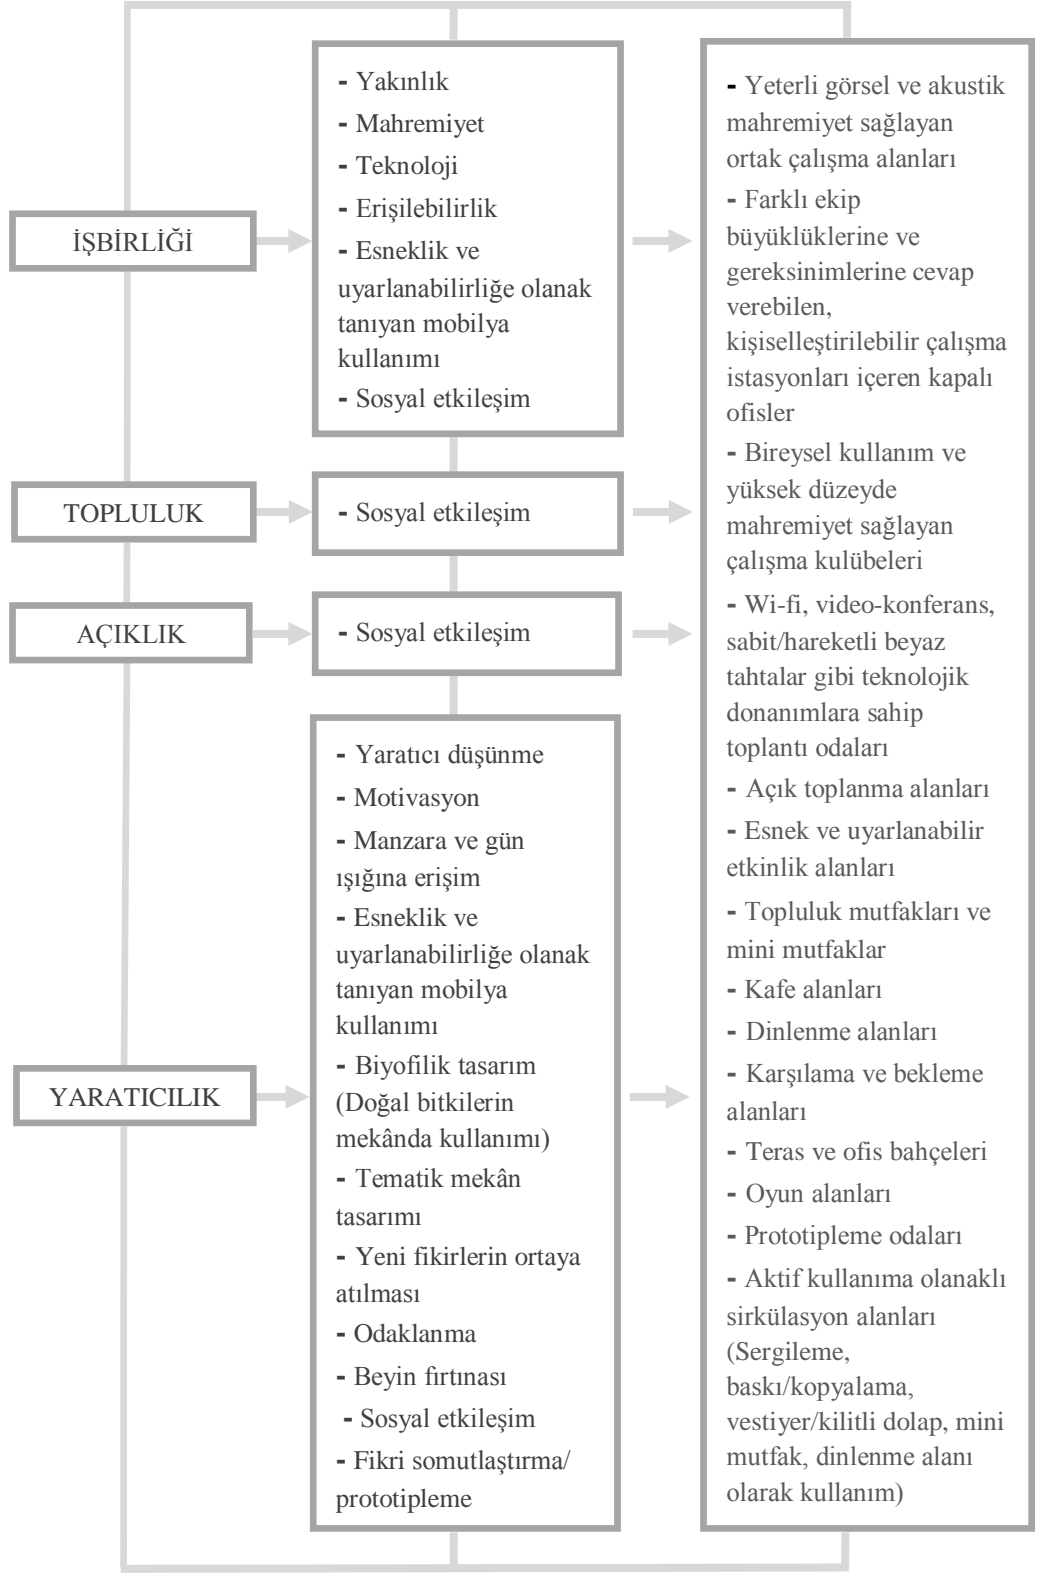 İŞBİRLİĞİ
- Yakınlık
- Mahremiyet
- Teknoloji
- Erişilebilirlik
- Esneklik ve
uyarlanabilirliğe olanak
tanıyan mobilya
kullanımı
- Sosyal etkileşim
TOPLULUK
- Sosyal etkileşim
AÇIKLIK
- Sosyal etkileşim
YARATICILIK
- Yaratıcı düşünme
- Motivasyon
- Manzara ve gün
ışığına erişim
- Esneklik ve
uyarlanabilirliğe olanak
tanıyan mobilya
kullanımı
- Biyofilik tasarım
(Doğal bitkilerin
mekânda kullanımı)
- Tematik mekân
tasarımı
- Yeni fikirlerin ortaya
atılması
- Odaklanma
- Beyin fırtınası
- Sosyal etkileşim
- Fikri somutlaştırma/
prototipleme
- Yeterli görsel ve akustik
mahremiyet sağlayan
ortak çalışma alanları
- Farklı ekip
büyüklüklerine ve
gereksinimlerine cevap
verebilen,
kişiselleştirilebilir çalışma
istasyonları içeren kapalı
ofisler
- Bireysel kullanım ve
yüksek düzeyde
mahremiyet sağlayan
çalışma kulübeleri
- Wi-fi, video-konferans,
sabit/hareketli beyaz
tahtalar gibi teknolojik
donanımlara sahip
toplantı odaları
- Açık toplanma alanları
- Esnek ve uyarlanabilir
etkinlik alanları
- Topluluk mutfakları ve
mini mutfaklar
- Kafe alanları
- Dinlenme alanları
- Karşılama ve bekleme
alanları
- Teras ve ofis bahçeleri
- Oyun alanları
- Prototipleme odaları
- Aktif kullanıma olanaklı
sirkülasyon alanları
(Sergileme,
baskı/kopyalama,
vestiyer/kilitli dolap, mini
mutfak, dinlenme alanı
olarak kullanım)